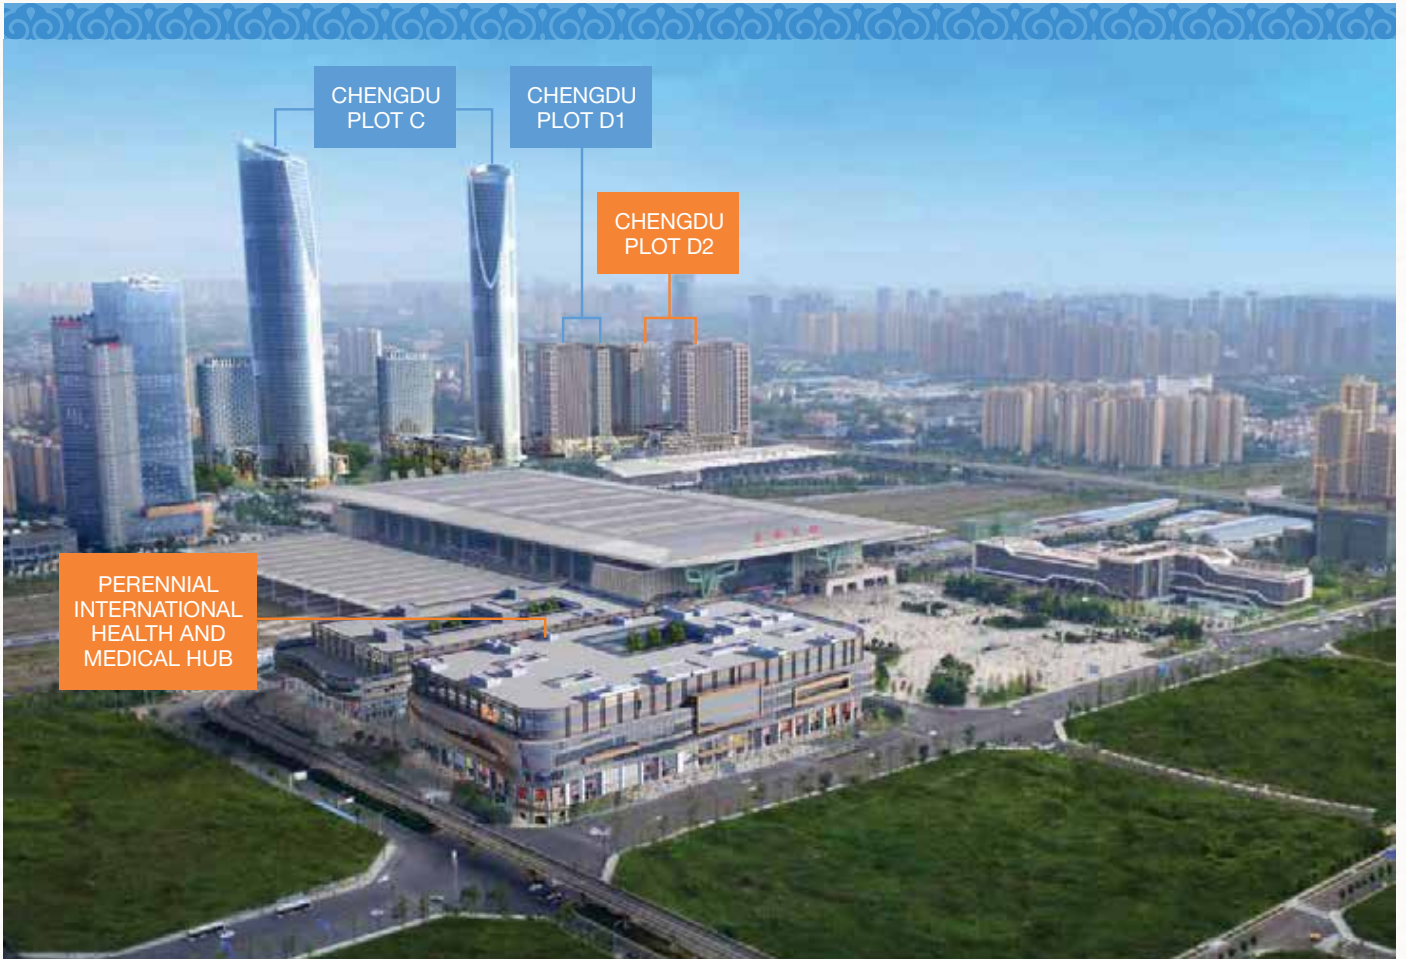 CHENGDU
PLOT C
CHENGDU
PLOT D1
CHENGDU
PLOT D2
PERENNIAL
INTERNATIONAL
HEALTH AND
MEDICAL HUB